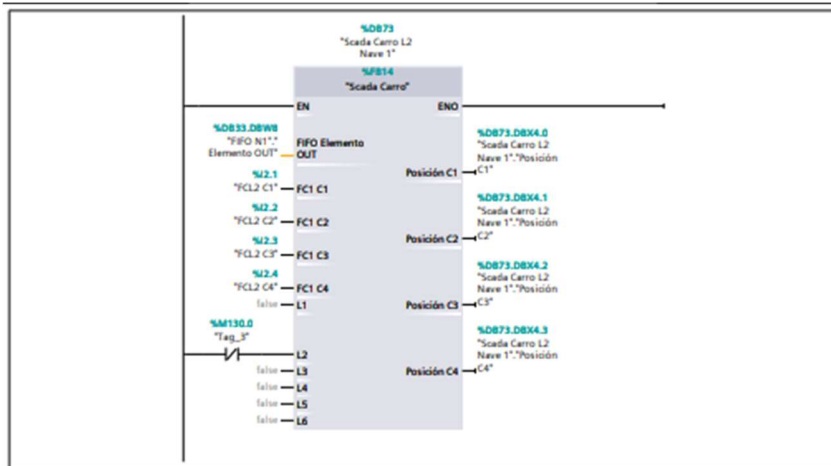 %DB73
"Scada Carro L2
Nave 1"
%FB14
"Scada Carro"
EN
ENO
%DB33.DBW8
"FIFO N1"."
Elemento OUT"
FIFO Elemento
OUT
%DB73.DBX4.0
"Scada Carro L2
Nave 1"."Posición
C1"
Posición C1
%I2.1
"FCL2 C1"
FC1 C1
%I2.2
"FCL2 C2"
FC1 C2
%DB73.DBX4.1
"Scada Carro L2
Nave 1"."Posición
C2"
Posición C2
%I2.3
"FCL2 C3"
FC1 C3
%I2.4
"FCL2 C4"
FC1 C4
%DB73.DBX4.2
"Scada Carro L2
Nave 1"."Posición
C3"
Posición C3
false
L1
%M130.0
"Tag_3"
L2
%DB73.DBX4.3
"Scada Carro L2
Nave 1"."Posición
C4"
Posición C4
false
L3
false
L4
false
L5
false
L6